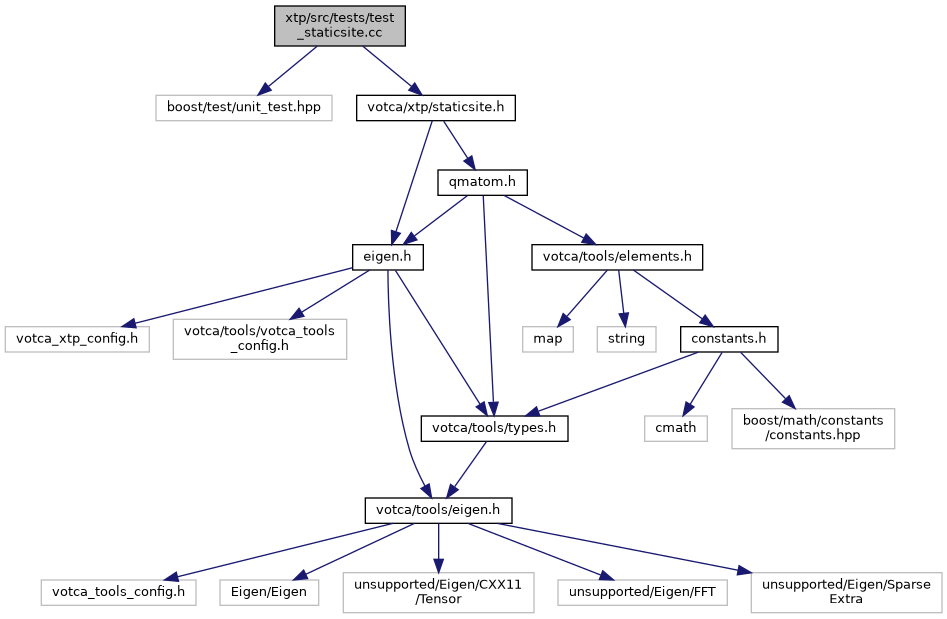 xtp/src/tests/test
_staticsite.cc
boost/test/unit_test.hpp
votca/xtp/staticsite.h
qmatom.h
eigen.h
votca/tools/elements.h
votca_xtp_config.h
votca/tools/votca_tools
_config.h
map
string
constants.h
votca/tools/types.h
cmath
boost/math/constants
/constants.hpp
votca/tools/eigen.h
votca_tools_config.h
Eigen/Eigen
unsupported/Eigen/CXX11
/Tensor
unsupported/Eigen/FFT
unsupported/Eigen/Sparse
Extra